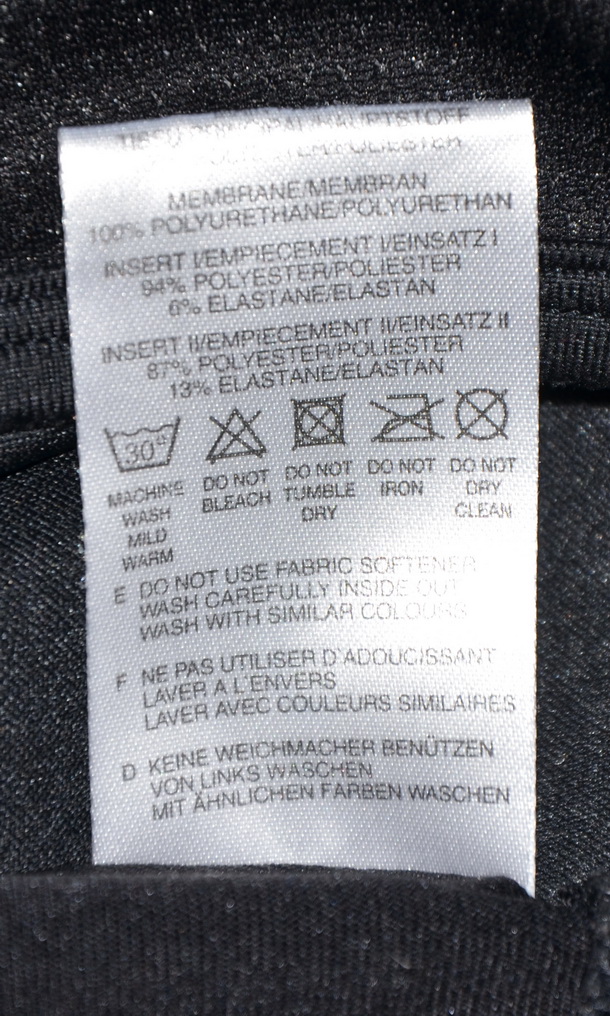 TISSU PRINCIPAL/HAUPTSTOFF
MEMBRANE/MEMBRAN
100% POLYURETHANE/POLYURETHAN
INSERT I/EMPIECEMENT I/EINSATZ I
94% POLYESTER/POLIESTER
6% ELASTANE/ELASTAN
INSERT II/EMPIECEMENT II/EINSATZ II
87% POLYESTER/POLIESTER
13% ELASTANE/ELASTAN
30°
MACHINE
WASH
MILD
WARM
DO NOT
BLEACH
DO NOT
TUMBLE
DRY
DO NOT
IRON
DO NOT
DRY
CLEAN
E DO NOT USE FABRIC SOFTENER
WASH CAREFULLY INSIDE OUT
WASH WITH SIMILAR COLOURS
F NE PAS UTILISER D'ADOUCISSANT
LAVER A L'ENVERS
LAVER AVEC COULEURS SIMILAIRES
D KEINE WEICHMACHER BENÜTZEN
VON LINKS WASCHEN
MIT ÄHNLICHEN FARBEN WASCHEN